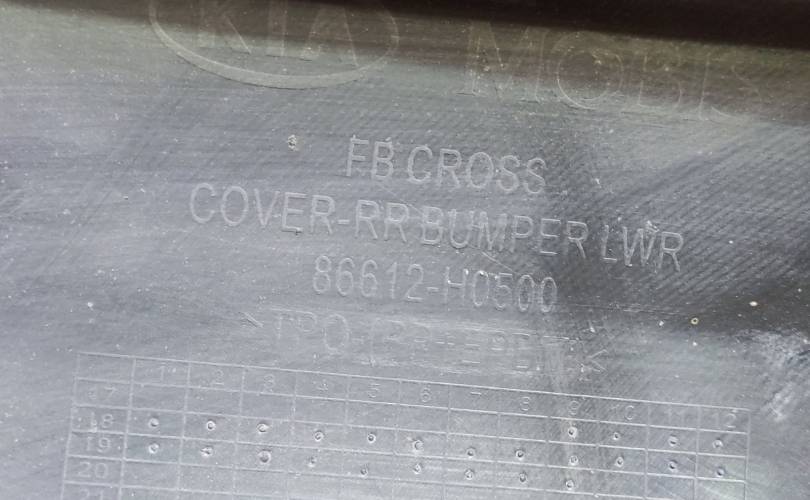 KIA MOBIS
FB CROSS
COVER-RR BUMPER LWR
86612-H0500
1 2 3 4 5 6 7 8 9 10 11 2
17
18
19
20